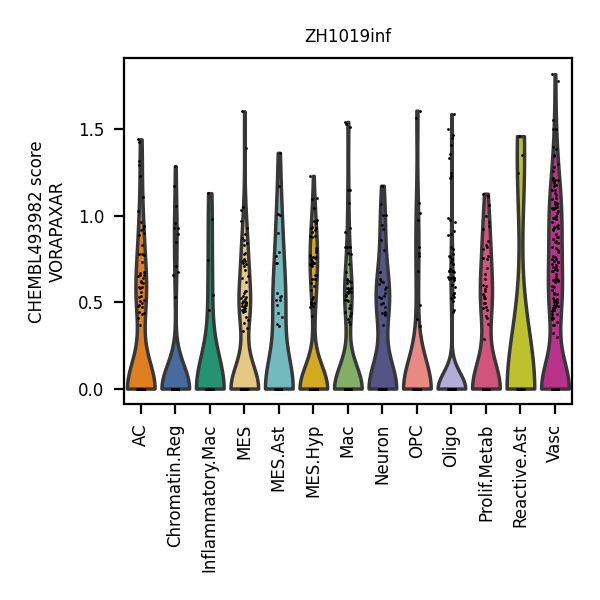 ZH1019inf
CHEMBL493982 score
VORAPAXAR
1.5
1.0
0.5
0.0
AC
Chromatin.Reg
Inflammatory.Mac
MES
MES.Ast
MES.Hyp
Mac
Neuron
OPC
Oligo
Prolif.Metab
Reactive.Ast
Vasc